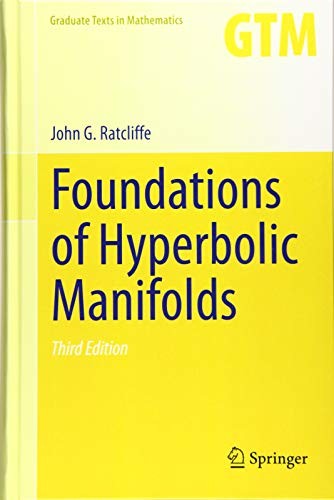 Graduate Texts in Mathematics
GTM
John G. Ratcliffe
Foundations
of Hyperbolic
Manifolds
Third Edition
Springer